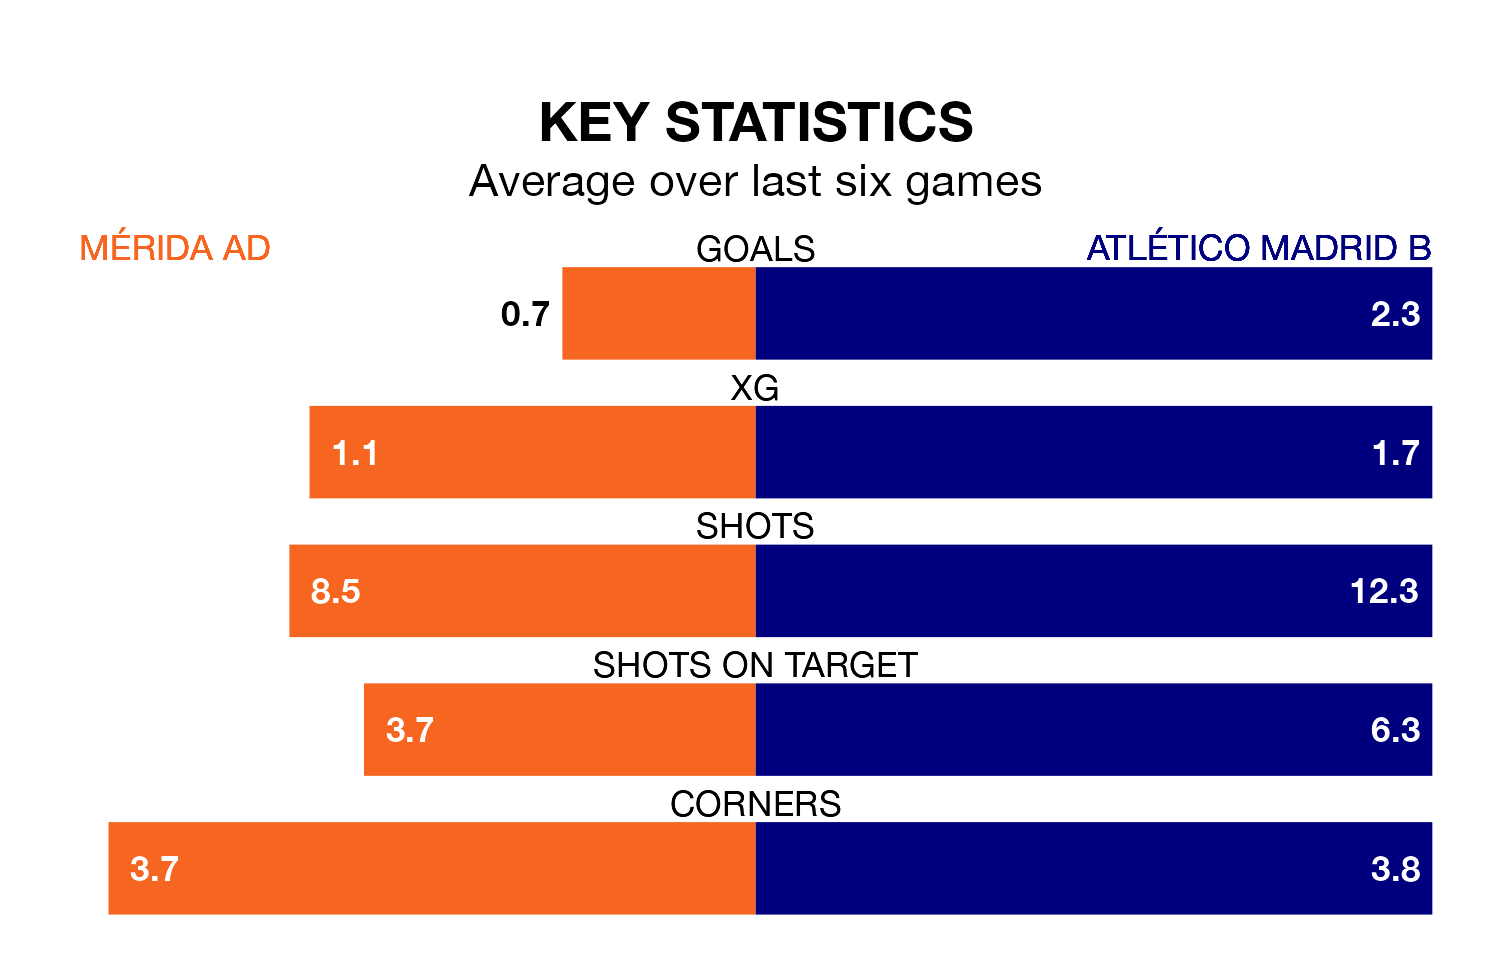 KEY STATISTICS
Average over last six games
MÉRIDA AD
GOALS
ATLÉTICO MADRID B
0.7
2.3
XG
1.1
1.7
SHOTS
8.5
12.3
SHOTS ON TARGET
3.7
6.3
CORNERS
3.7
3.8